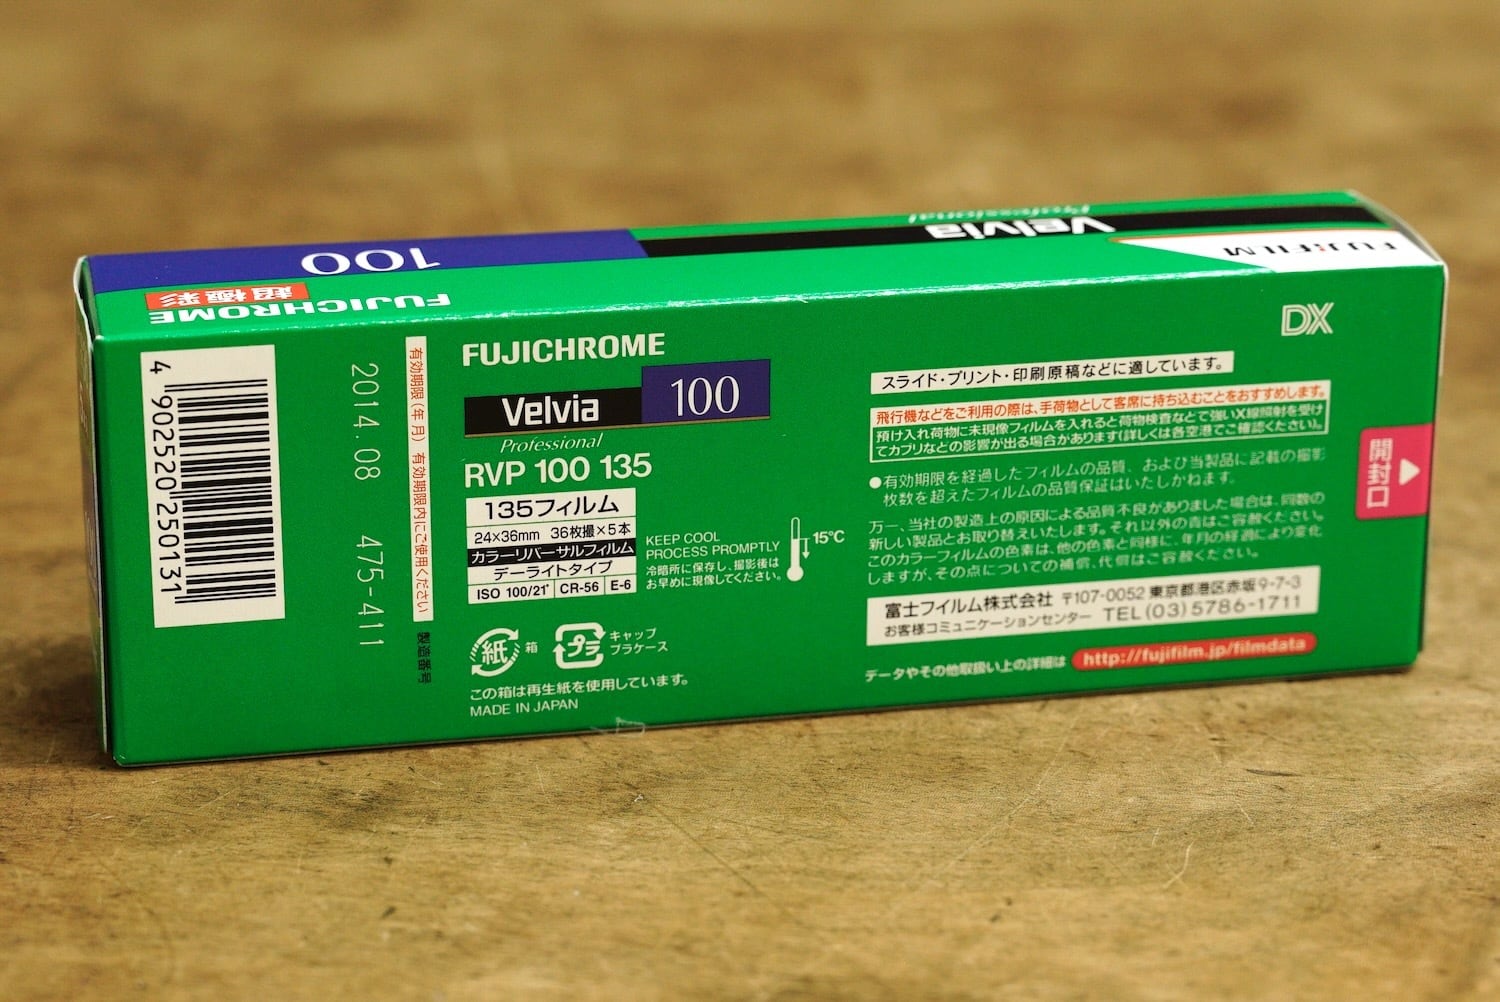 FUJIFILM
Velvia
Professional
100
FUJICHROME
超極彩
4 902520 250131
2014.08
475-411
有効期限(年 月) 有効期限内にご使用ください
製造番号
FUJICHROME
Velvia 100
Professional
RVP 100 135
135フィルム
24×36mm 36枚撮×5本
カラーリバーサルフィルム
デーライトタイプ
ISO 100/21° CR-56 E-6
KEEP COOL
PROCESS PROMPTLY
冷暗所に保存し、撮影後は
お早めに現像してください。
15℃
紙 箱
プラ キャップ
プラケース
この箱は再生紙を使用しています。
MADE IN JAPAN
DX
スライド・プリント・印刷原稿などに適しています。
飛行機などをご利用の際は、手荷物として客席に持ち込むことをおすすめします。
預け入れ荷物に未現像フィルムを入れると荷物検査などで強いX線照射を受け
てカブリなどの影響が出る場合があります(詳しくは各空港でご確認ください)。
●有効期限を経過したフィルムの品質、および当製品に記載の撮影
枚数を超えたフィルムの品質保証はいたしかねます。
万一、当社の製造上の原因による品質不良がありました場合は、同数の
新しい製品とお取り替えいたします。それ以外の責はご容赦ください。
このカラーフィルムの色素は、他の色素と同様に、年月の経過により変化
しますが、その点についての補償、代償はご容赦ください。
富士フイルム株式会社 〒107-0052 東京都港区赤坂9-7-3
お客様コミュニケーションセンター TEL(03)5786-1711
データやその他取扱い上の詳細は http://fujifilm.jp/filmdata
開封口